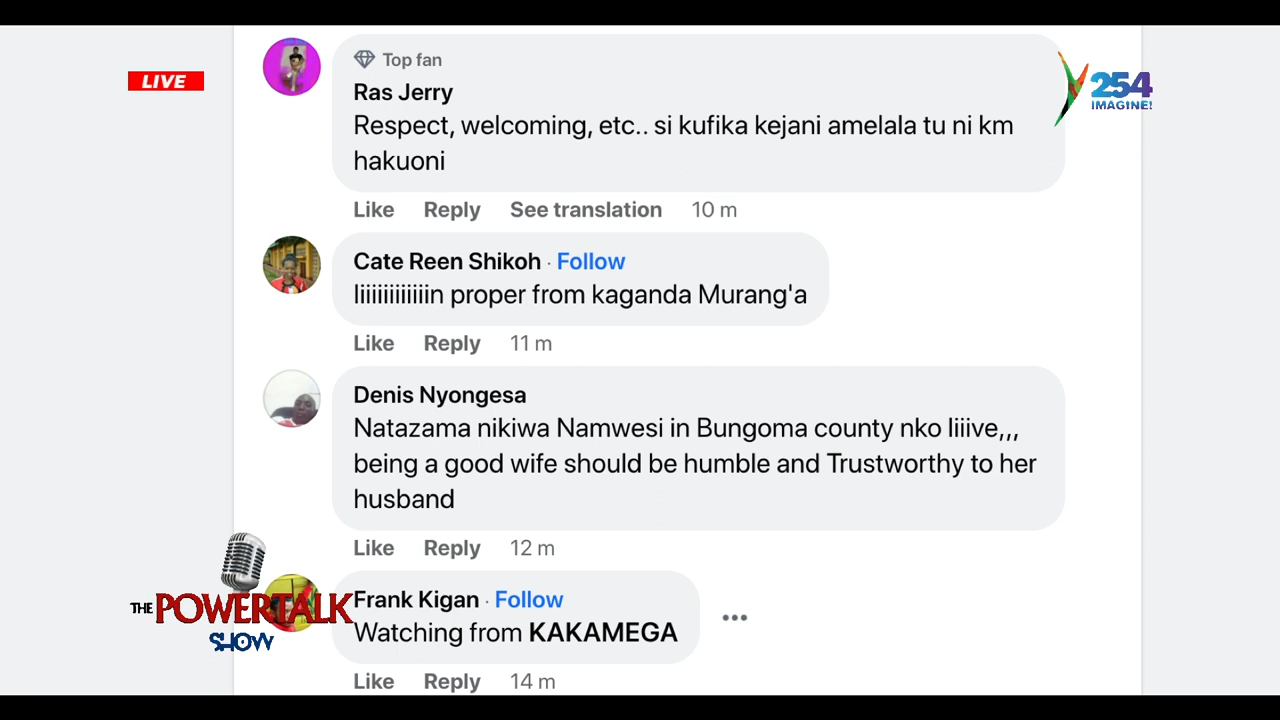 LIVE
254
IMAGINE!
Top fan
Ras Jerry
Respect, welcoming, etc.. si kufika kejani amelala tu ni km
hakuoni
Like Reply See translation 10 m
Cate Reen Shikoh · Follow
liiiiiiiiiiiin proper from kaganda Murang'a
Like Reply 11 m
Denis Nyongesa
Natazama nikiwa Namwesi in Bungoma county nko liiive,,,
being a good wife should be humble and Trustworthy to her
husband
Like Reply 12 m
Frank Kigan · Follow
Watching from KAKAMEGA
Like Reply 14 m
THE POWERTALK
SHOW